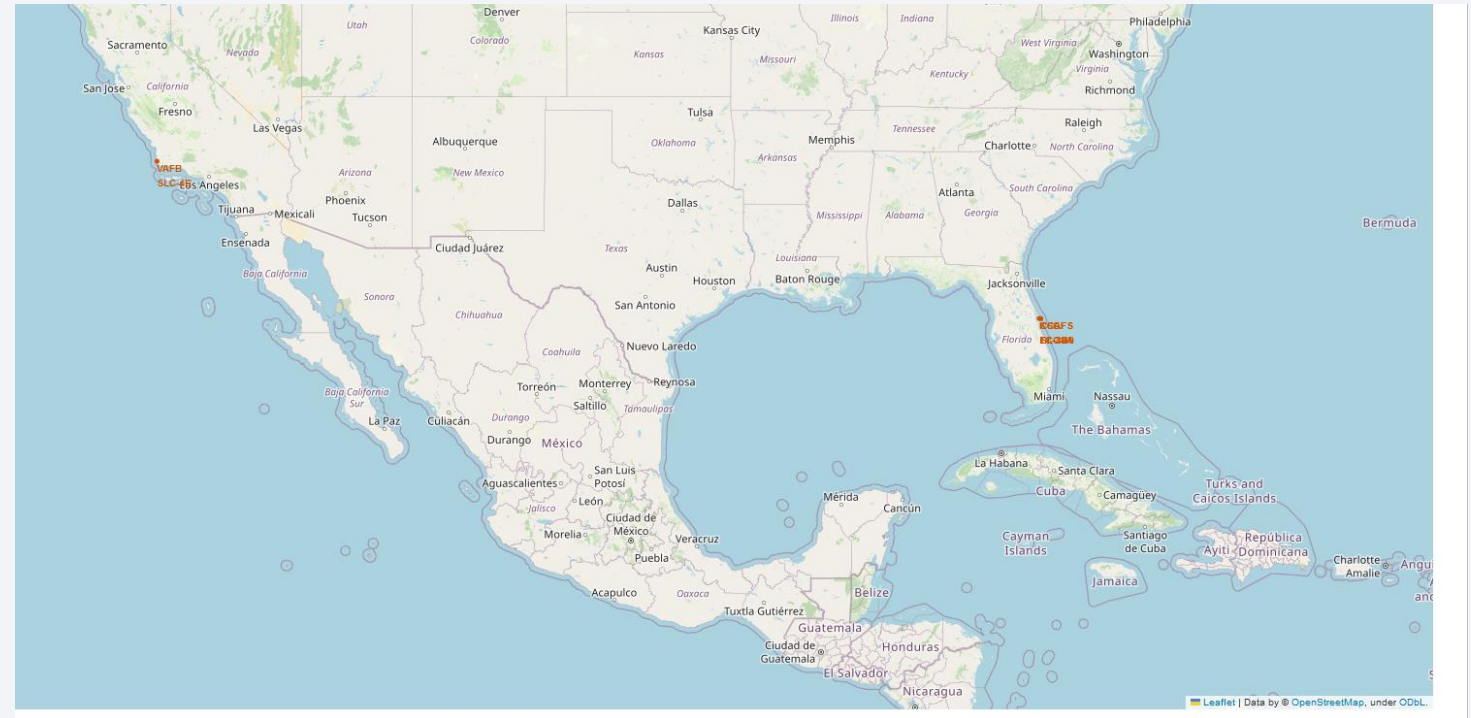 Denver
Utah
Colorado
Kansas City
Illinois
Indiana
Philadelphia
Sacramento
Nevada
Kansas
Missouri
West Virginia
Washington
Virginia
San Jose
California
Kentucky
Richmond
Fresno
Las Vegas
Tulsa
Raleigh
Albuquerque
Oklahoma
Memphis
Tennessee
Charlotte
North Carolina
VAFB
Arizona
New Mexico
Arkansas
Los Angeles
Phoenix
Dallas
Atlanta
South Carolina
Tijuana
Mexicali
Tucson
Mississippi
Alabama
Georgia
Bermuda
Ensenada
Ciudad Juárez
Texas
Louisiana
Baja California
Austin
Houston
Baton Rouge
Jacksonville
Sonora
San Antonio
Chihuahua
Florida
Coahuila
Nuevo Laredo
Torreón
Monterrey
Reynosa
Baja California
Sur
Saltillo
Tamaulipas
Miami
Nassau
La Paz
Culiacán
Durango
Durango
México
The Bahamas
La Habana
Santa Clara
San Luis
Potosí
Aguascalientes
Cuba
Camagüey
Turks and
Caicos Islands
Mérida
Cancún
León
Jalisco
Ciudad de
México
Morelia
Veracruz
Puebla
Cayman
Islands
Santiago
de Cuba
Ayiti
República
Dominicana
Charlotte
Amalie
Jamaica
Acapulco
Oaxaca
Belize
Tuxtla Gutiérrez
Guatemala
Ciudad de
Guatemala
Honduras
El Salvador
Nicaragua
Leaflet | Data by © OpenStreetMap, under ODbL.